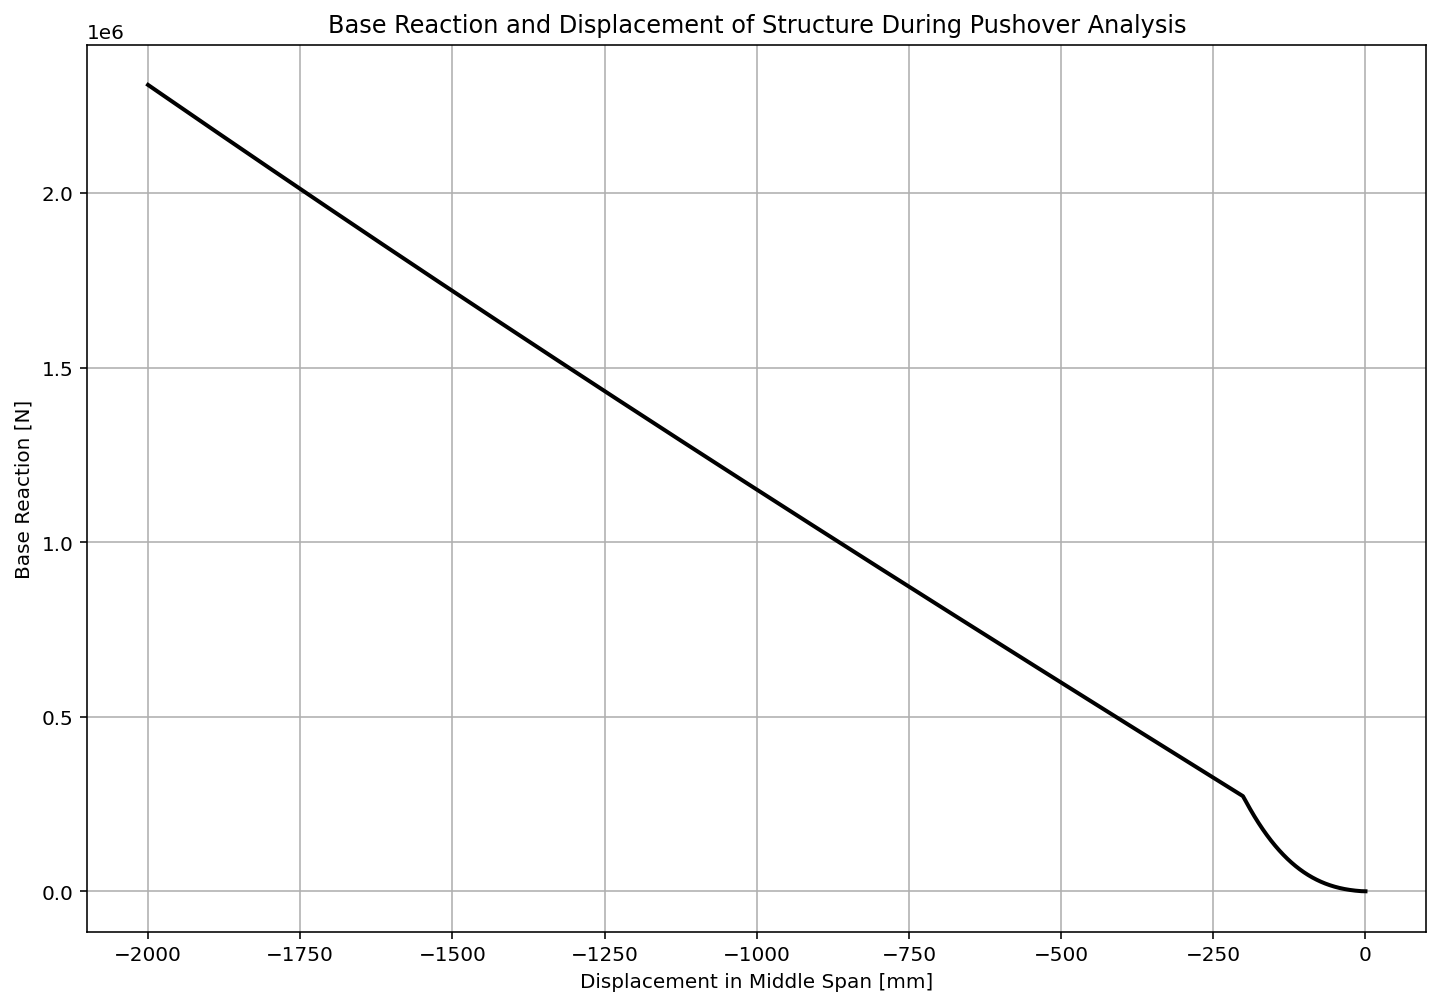 Base Reaction and Displacement of Structure During Pushover Analysis
1e6
2.0
1.5
1.0
0.5
0.0
Base Reaction [N]
−2000 −1750 −1500 −1250 −1000 −750 −500 −250 0
Displacement in Middle Span [mm]